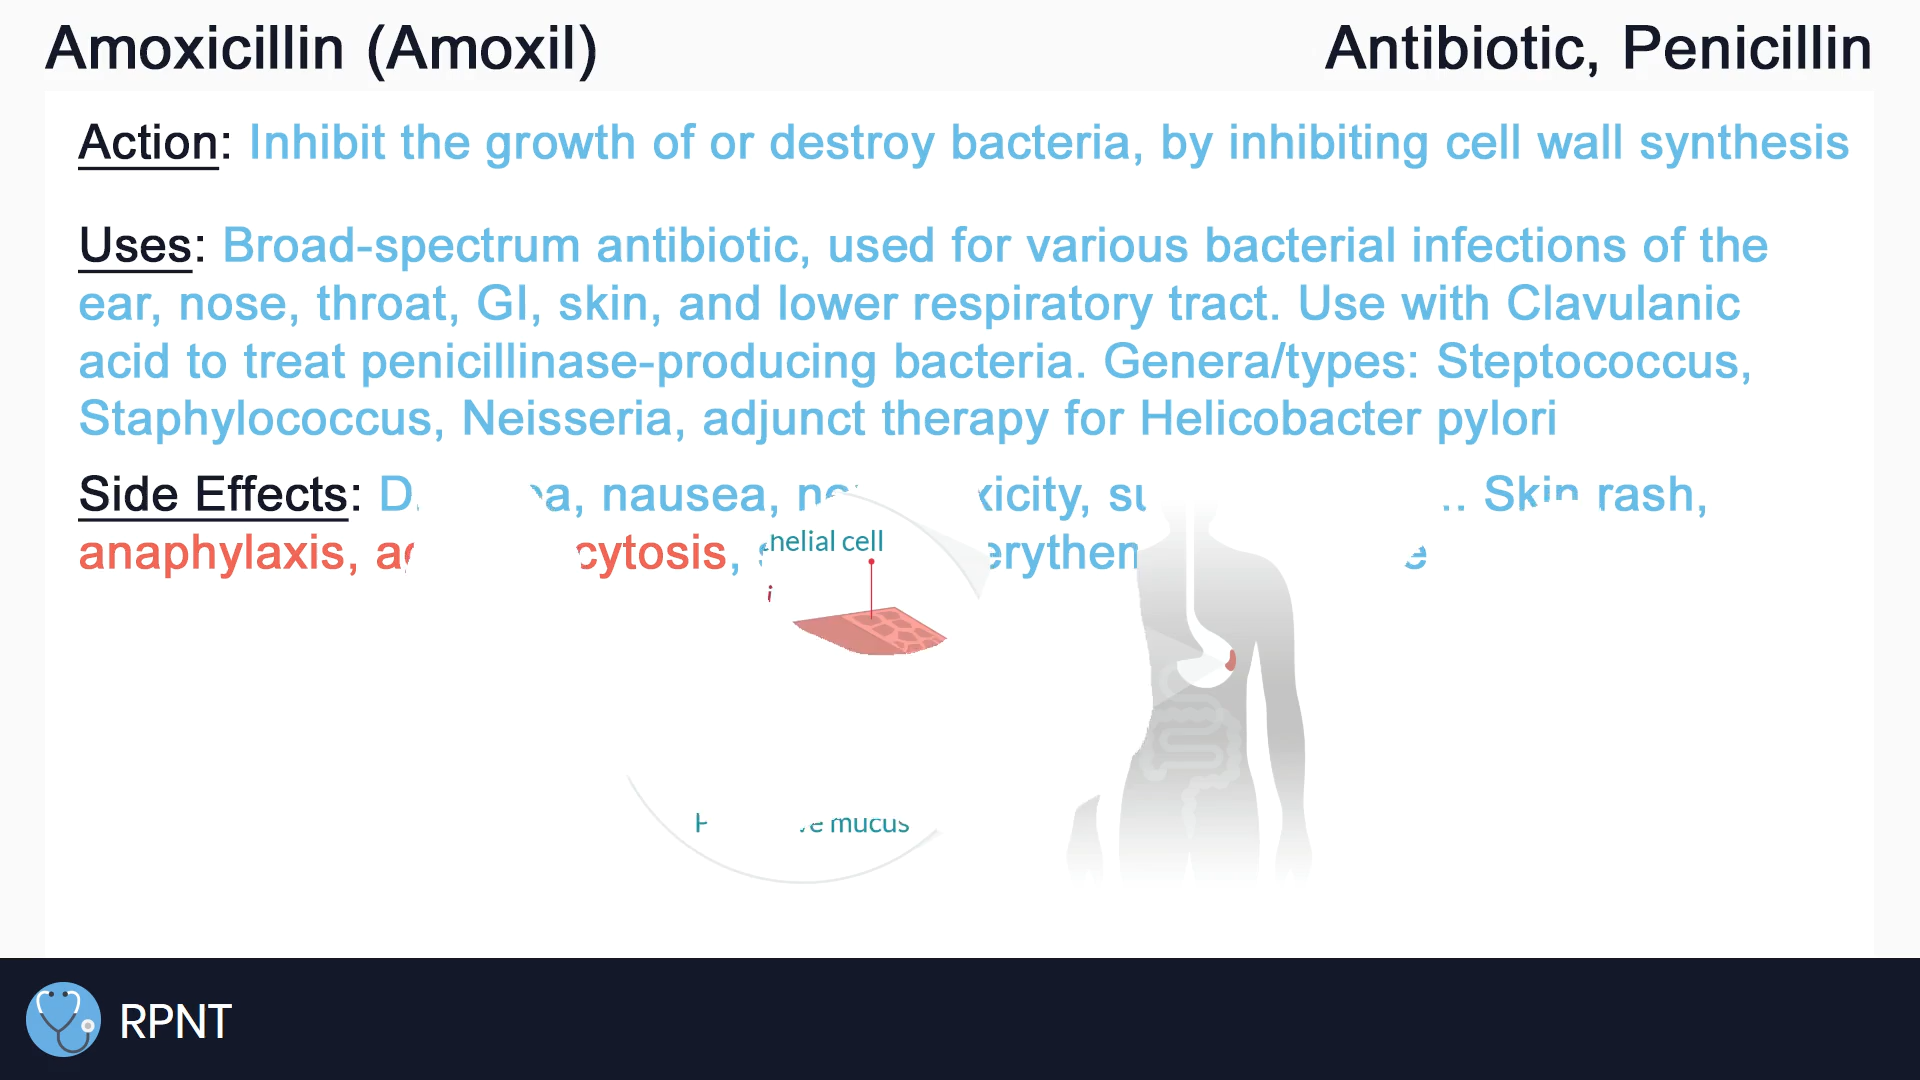 Amoxicillin (Amoxil)
Antibiotic, Penicillin
Action: Inhibit the growth of or destroy bacteria, by inhibiting cell wall synthesis
Uses: Broad-spectrum antibiotic, used for various bacterial infections of the
ear, nose, throat, GI, skin, and lower respiratory tract. Use with Clavulanic
acid to treat penicillinase-producing bacteria. Genera/types: Steptococcus,
Staphylococcus, Neisseria, adjunct therapy for Helicobacter pylori
Side Effects: nausea, Skin rash,
anaphylaxis,
cell
mucus
RPNT